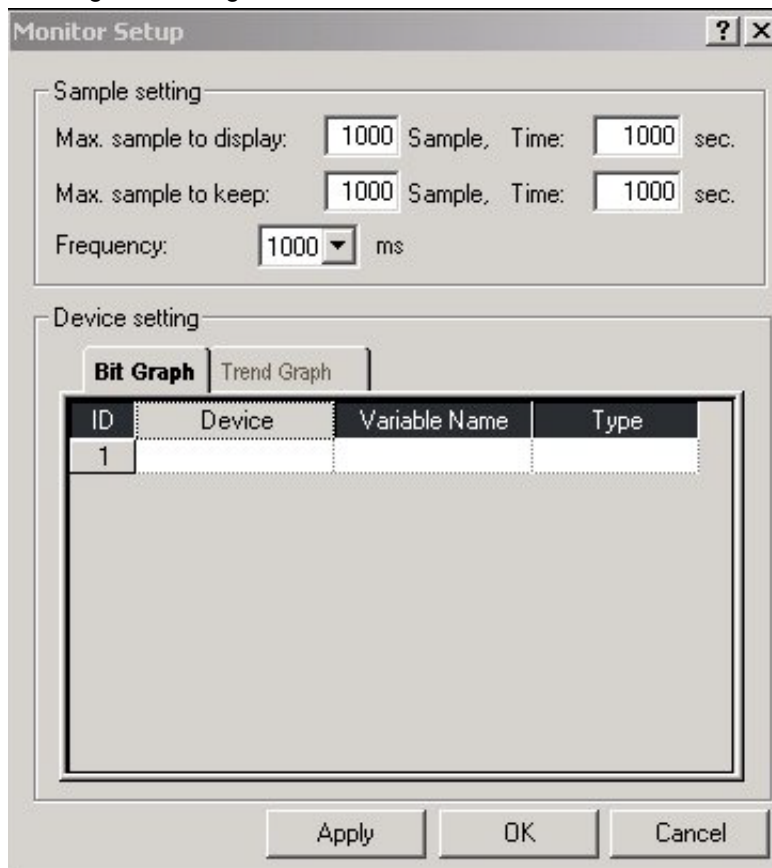 Monitor Setup
Sample setting
Max. sample to display: 1000 Sample, Time: 1000 sec.
Max. sample to keep: 1000 Sample, Time: 1000 sec.
Frequency: 1000 ms
Device setting
Bit Graph Trend Graph
ID Device Variable Name Type
1
Apply OK Cancel